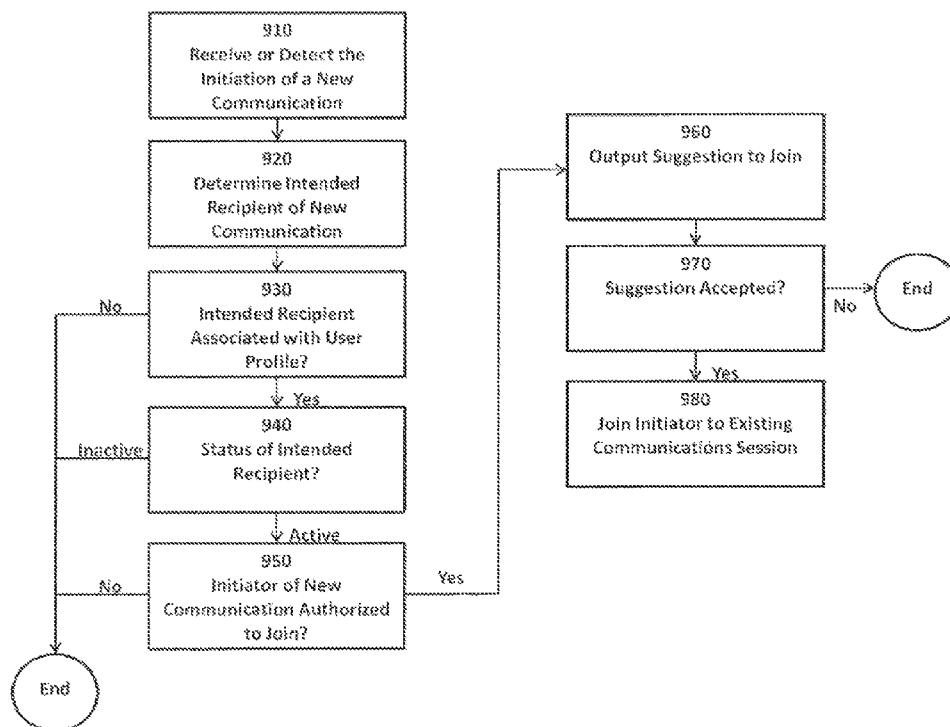 910
Receive or Detect the
Initiation of a New
Communication
920
Determine Intended
Recipient of New
Communication
930
Intended Recipient
Associated with User
Profile?
No
Yes
940
Status of Intended
Recipient?
Inactive
Active
950
Initiator of New
Communication Authorized
to Join?
No
Yes
End
960
Output Suggestion to Join
970
Suggestion Accepted?
No
End
Yes
980
Join Initiator to Existing
Communications Session